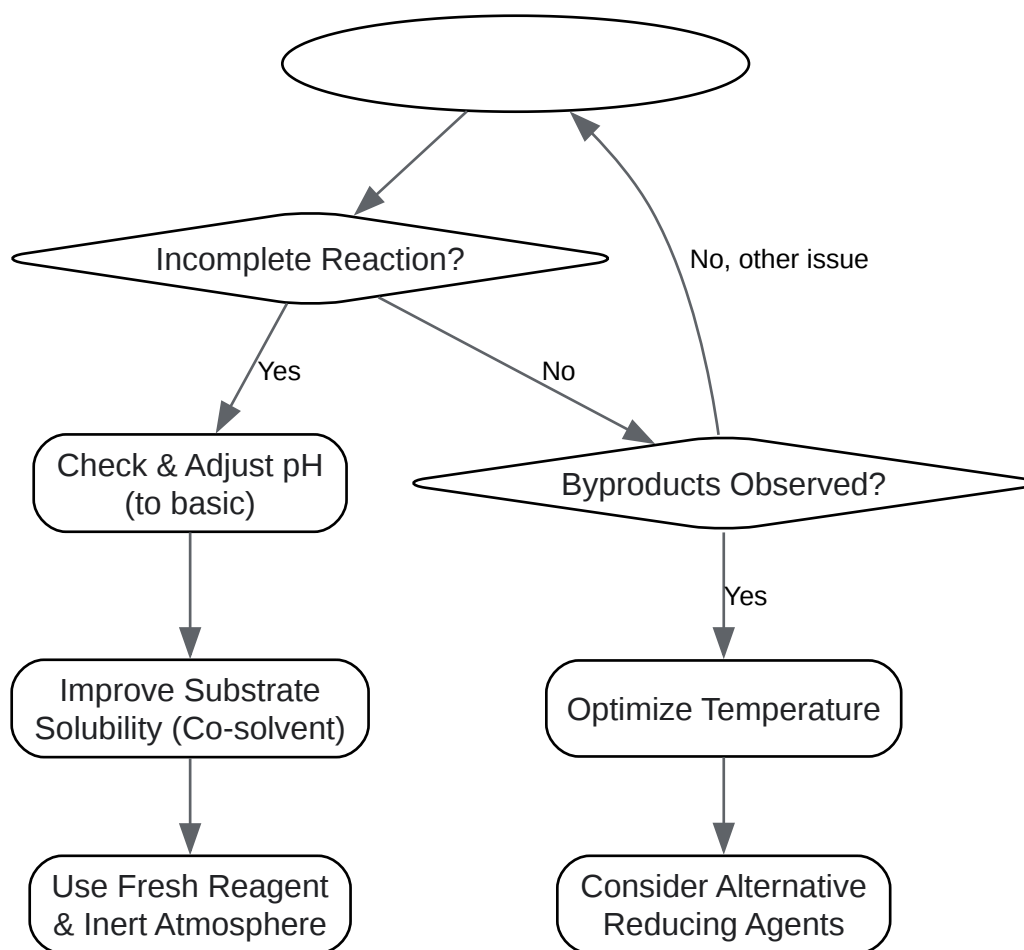 Incomplete Reaction?
No, other issue
Yes
No
Check & Adjust pH
(to basic)
Byproducts Observed?
Yes
Improve Substrate
Solubility (Co-solvent)
Optimize Temperature
Use Fresh Reagent
& Inert Atmosphere
Consider Alternative
Reducing Agents